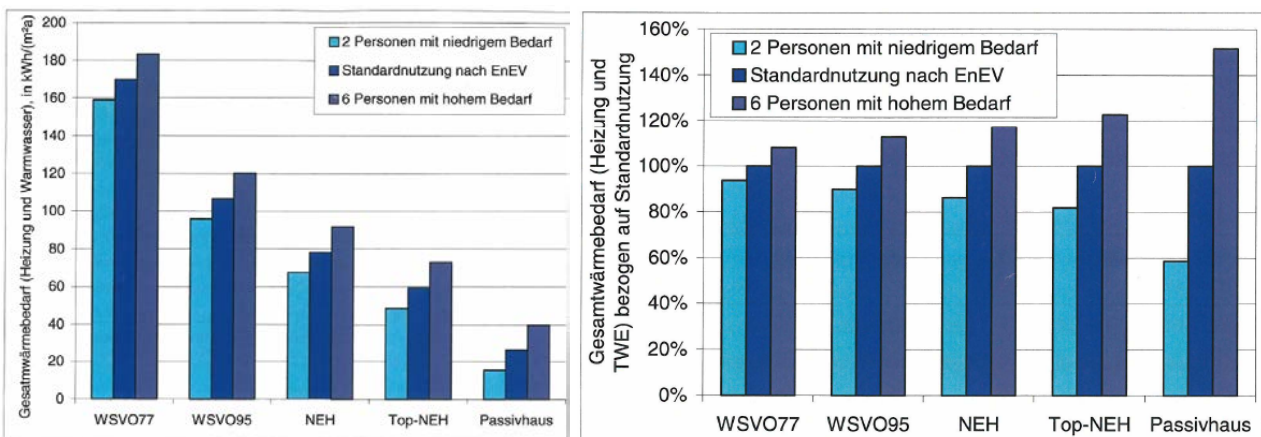 Gesatmwärmebedarf (Heizung und Warmwasser), in kWh/(m²a)
200
180
160
140
120
100
80
60
40
20
0
2 Personen mit niedrigem Bedarf
Standardnutzung nach EnEV
6 Personen mit hohem Bedarf
WSVO77 WSVO95 NEH Top-NEH Passivhaus
Gesamtwärmebedarf (Heizung und
TWE) bezogen auf Standardnutzung
160%
140%
120%
100%
80%
60%
40%
20%
0%
2 Personen mit niedrigem Bedarf
Standardnutzung nach EnEV
6 Personen mit hohem Bedarf
WSVO77 WSVO95 NEH Top-NEH Passivhaus